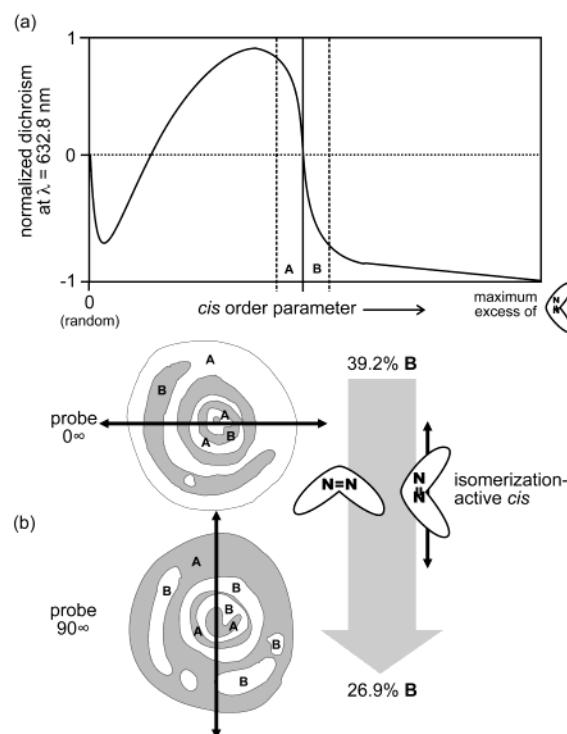 (a)
normalized dichroism
at λ = 632.8 nm
1
0
-1
A B
0
(random)
cis order parameter
maximum
excess of
N=N
39.2% B
A
B
A
A B
probe
0∞
N=N
N=N
isomerization-
active cis
(b)
A
B
B
B
A A
B
B
probe
90∞
26.9% B